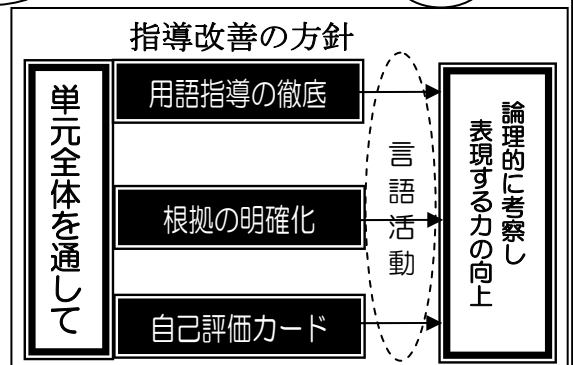 指導改善の方針
単元全体を通して
用語指導の徹底
根拠の明確化
自己評価カード
言語活動
論理的に考察し
表現する力の向上